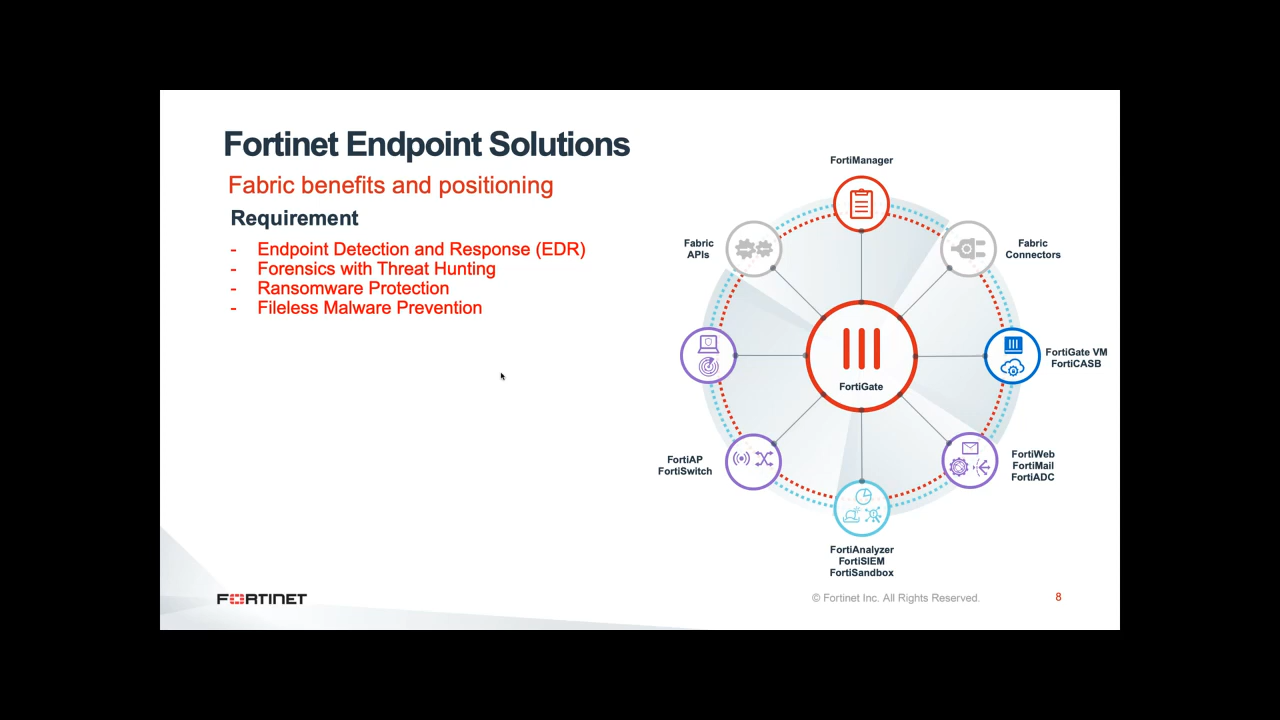 Fortinet Endpoint Solutions
Fabric benefits and positioning
Requirement
- Endpoint Detection and Response (EDR)
- Forensics with Threat Hunting
- Ransomware Protection
- Fileless Malware Prevention
FortiManager
Fabric
APIs
Fabric
Connectors
FortiGate
FortiGate VM
FortiCASB
FortiAP
FortiSwitch
FortiWeb
FortiMail
FortiADC
FortiAnalyzer
FortiSIEM
FortiSandbox
FORTINET
© Fortinet Inc. All Rights Reserved.
8